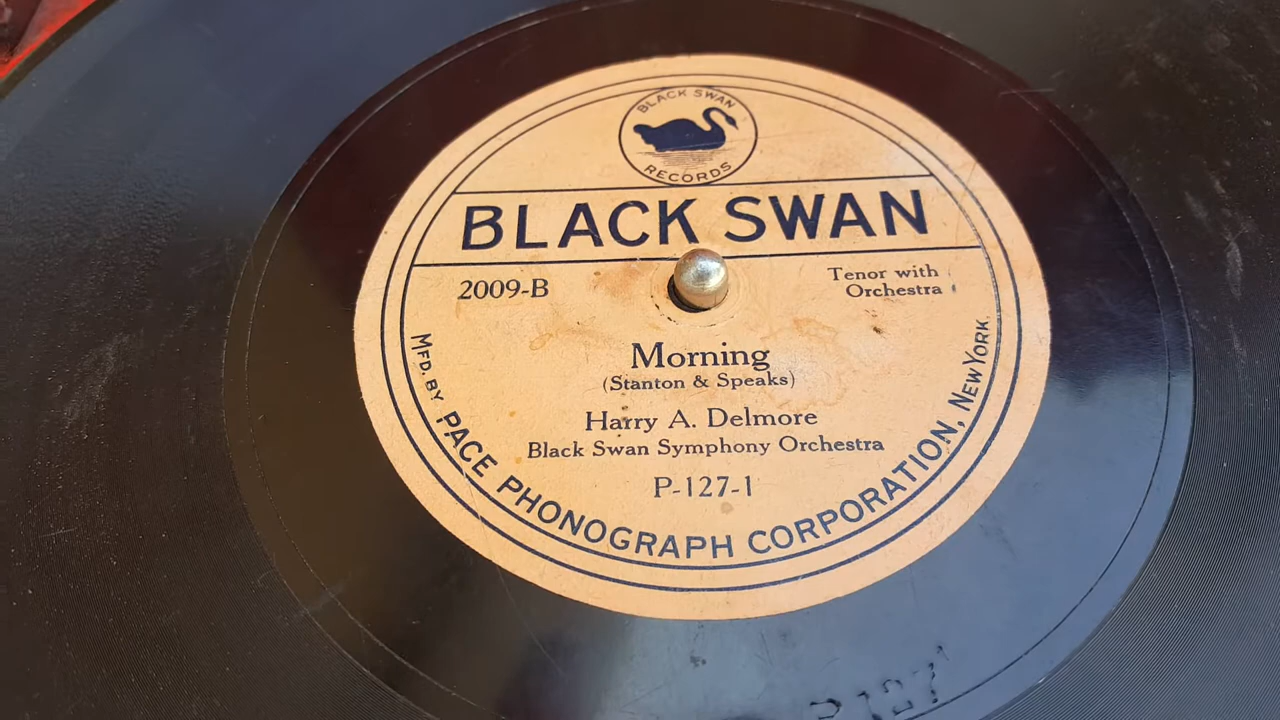 BLACK SWAN
RECORDS
BLACK SWAN
2009-B
Tenor with
Orchestra
Morning
(Stanton & Speaks)
Harry A. Delmore
Black Swan Symphony Orchestra
P-127-1
MFD. BY PACE PHONOGRAPH CORPORATION, NEW YORK.
P127